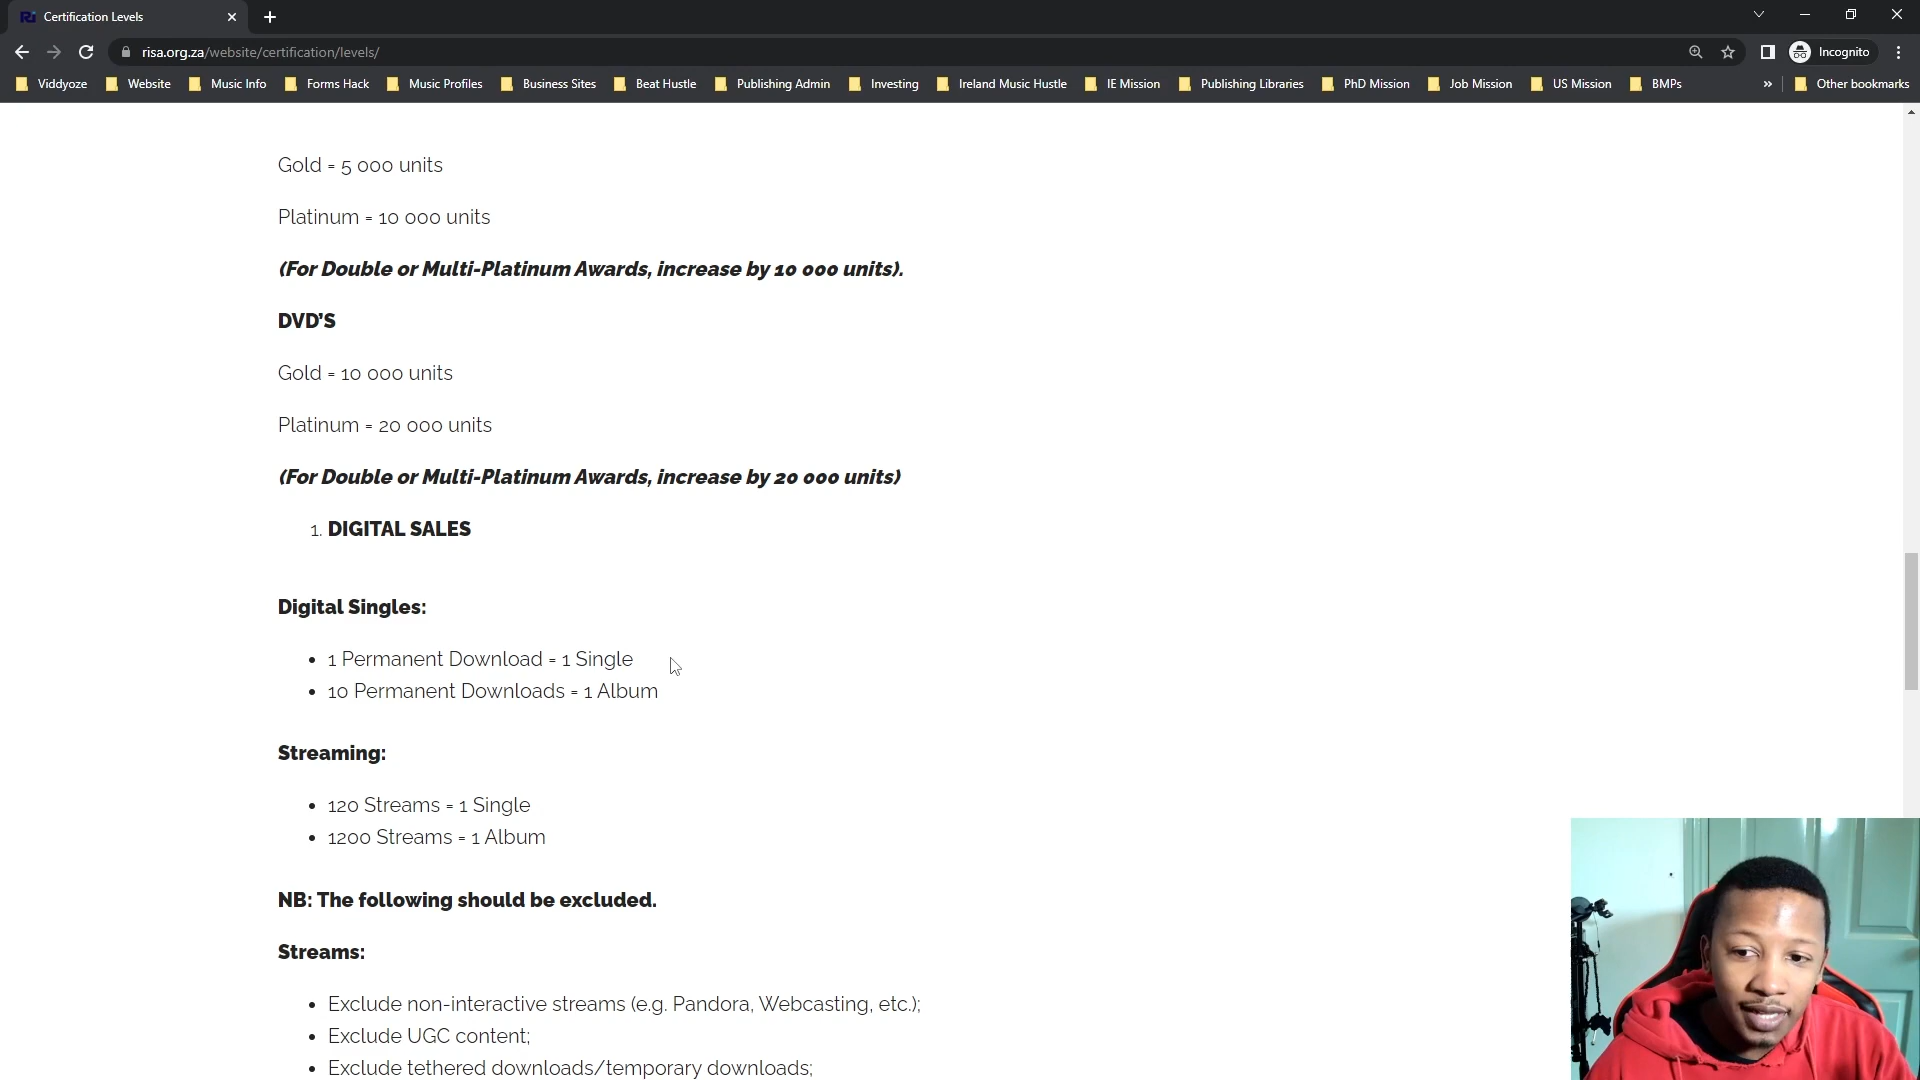 Certification Levels
risa.org.za/website/certification/levels/
Incognito
Viddyoze Website Music Info Forms Hack Music Profiles Business Sites Beat Hustle Publishing Admin Investing Ireland Music Hustle IE Mission Publishing Libraries PhD Mission Job Mission US Mission BMPs » Other bookmarks
Gold = 5 000 units
Platinum = 10 000 units
(For Double or Multi-Platinum Awards, increase by 10 000 units).
DVD'S
Gold = 10 000 units
Platinum = 20 000 units
(For Double or Multi-Platinum Awards, increase by 20 000 units)
1. DIGITAL SALES
Digital Singles:
• 1 Permanent Download = 1 Single
• 10 Permanent Downloads = 1 Album
Streaming:
• 120 Streams = 1 Single
• 1200 Streams = 1 Album
NB: The following should be excluded.
Streams:
• Exclude non-interactive streams (e.g. Pandora, Webcasting, etc.);
• Exclude UGC content;
• Exclude tethered downloads/temporary downloads;